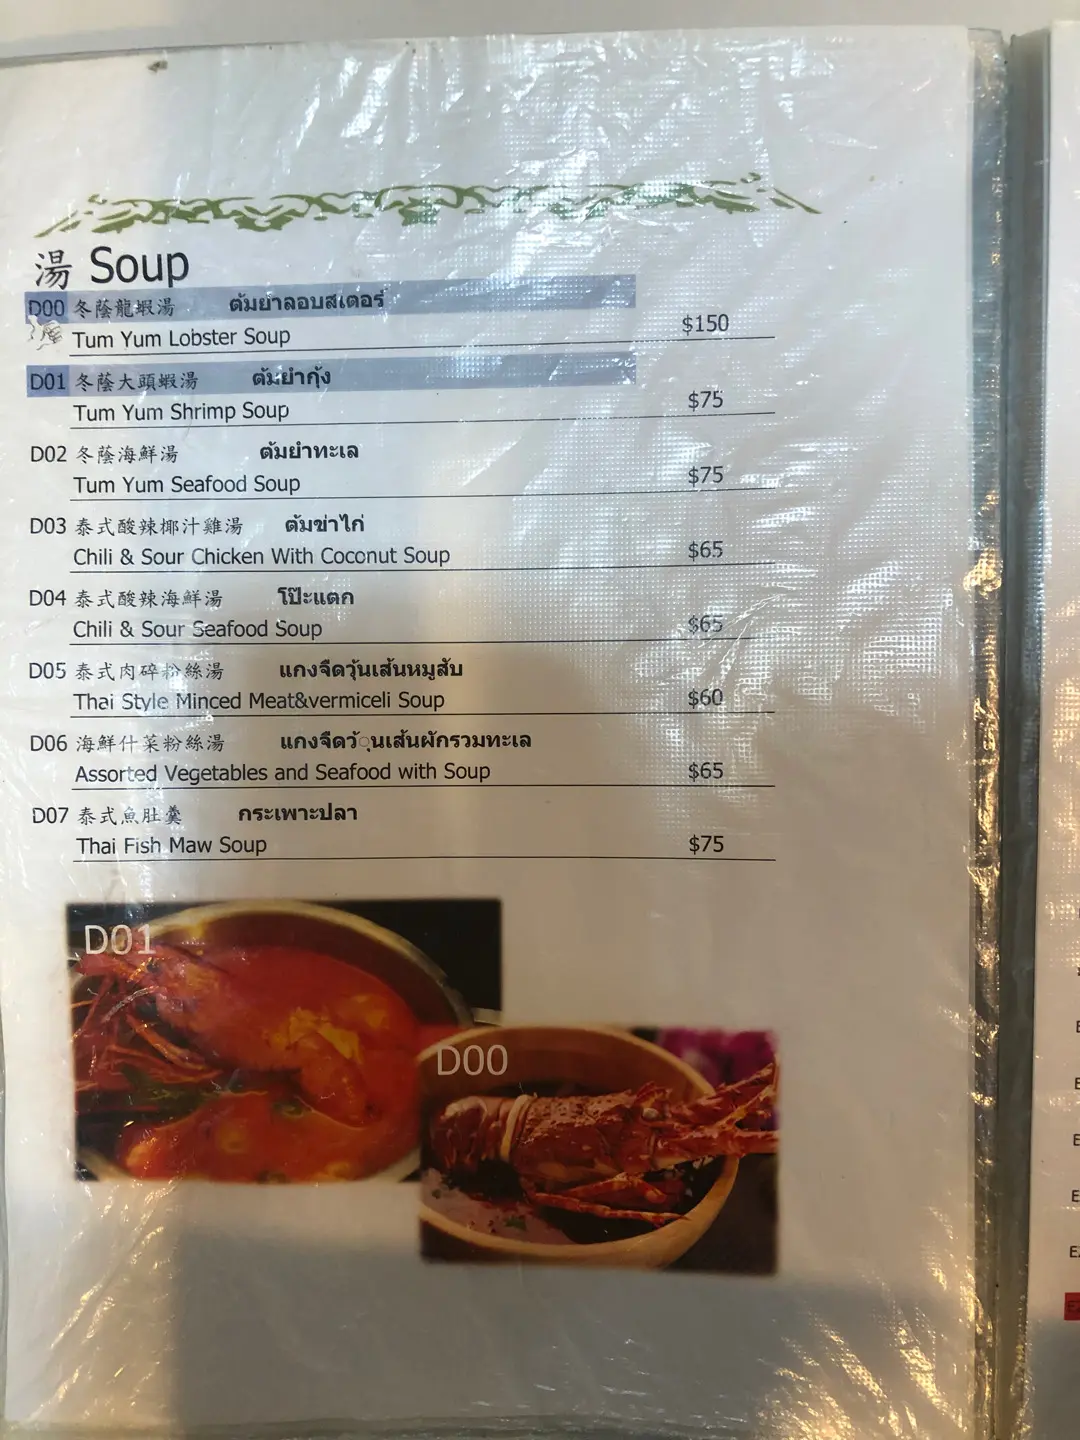 湯 Soup
D00 冬蔭龍蝦湯 ต้มยำลอบสเตอร์
Tum Yum Lobster Soup $150
D01 冬蔭大頭蝦湯 ต้มยำกุ้ง
Tum Yum Shrimp Soup $75
D02 冬蔭海鮮湯 ต้มยำทะเล
Tum Yum Seafood Soup $75
D03 泰式酸辣椰汁雞湯 ต้มข่าไก่
Chili & Sour Chicken With Coconut Soup $65
D04 泰式酸辣海鮮湯 โป๊ะแตก
Chili & Sour Seafood Soup $65
D05 泰式肉碎粉絲湯 แกงจืดวุ้นเส้นหมูสับ
Thai Style Minced Meat&vermiceli Soup $60
D06 海鮮什菜粉絲湯 แกงจืดวุ้นเส้นผักรวมทะเล
Assorted Vegetables and Seafood with Soup $65
D07 泰式魚肚羹 กระเพาะปลา
Thai Fish Maw Soup $75
D01
D00